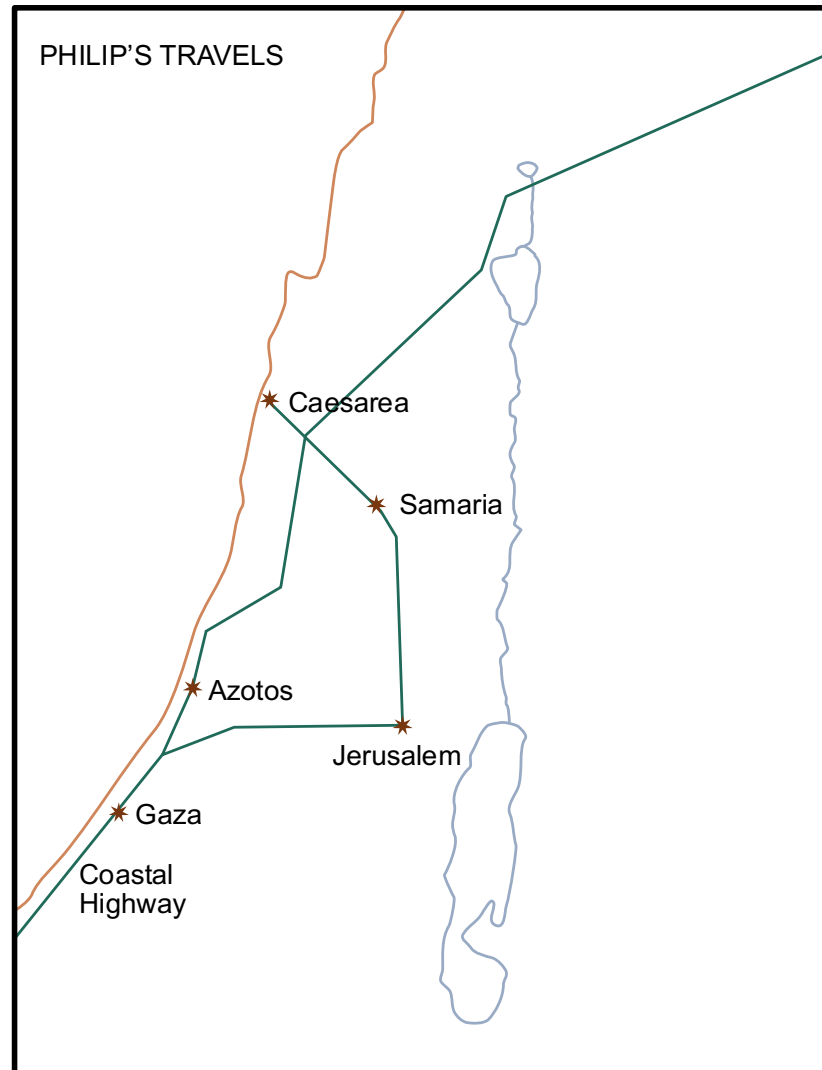 PHILIP’S TRAVELS
Caesarea
Samaria
Azotos
Jerusalem
Gaza
Coastal
Highway